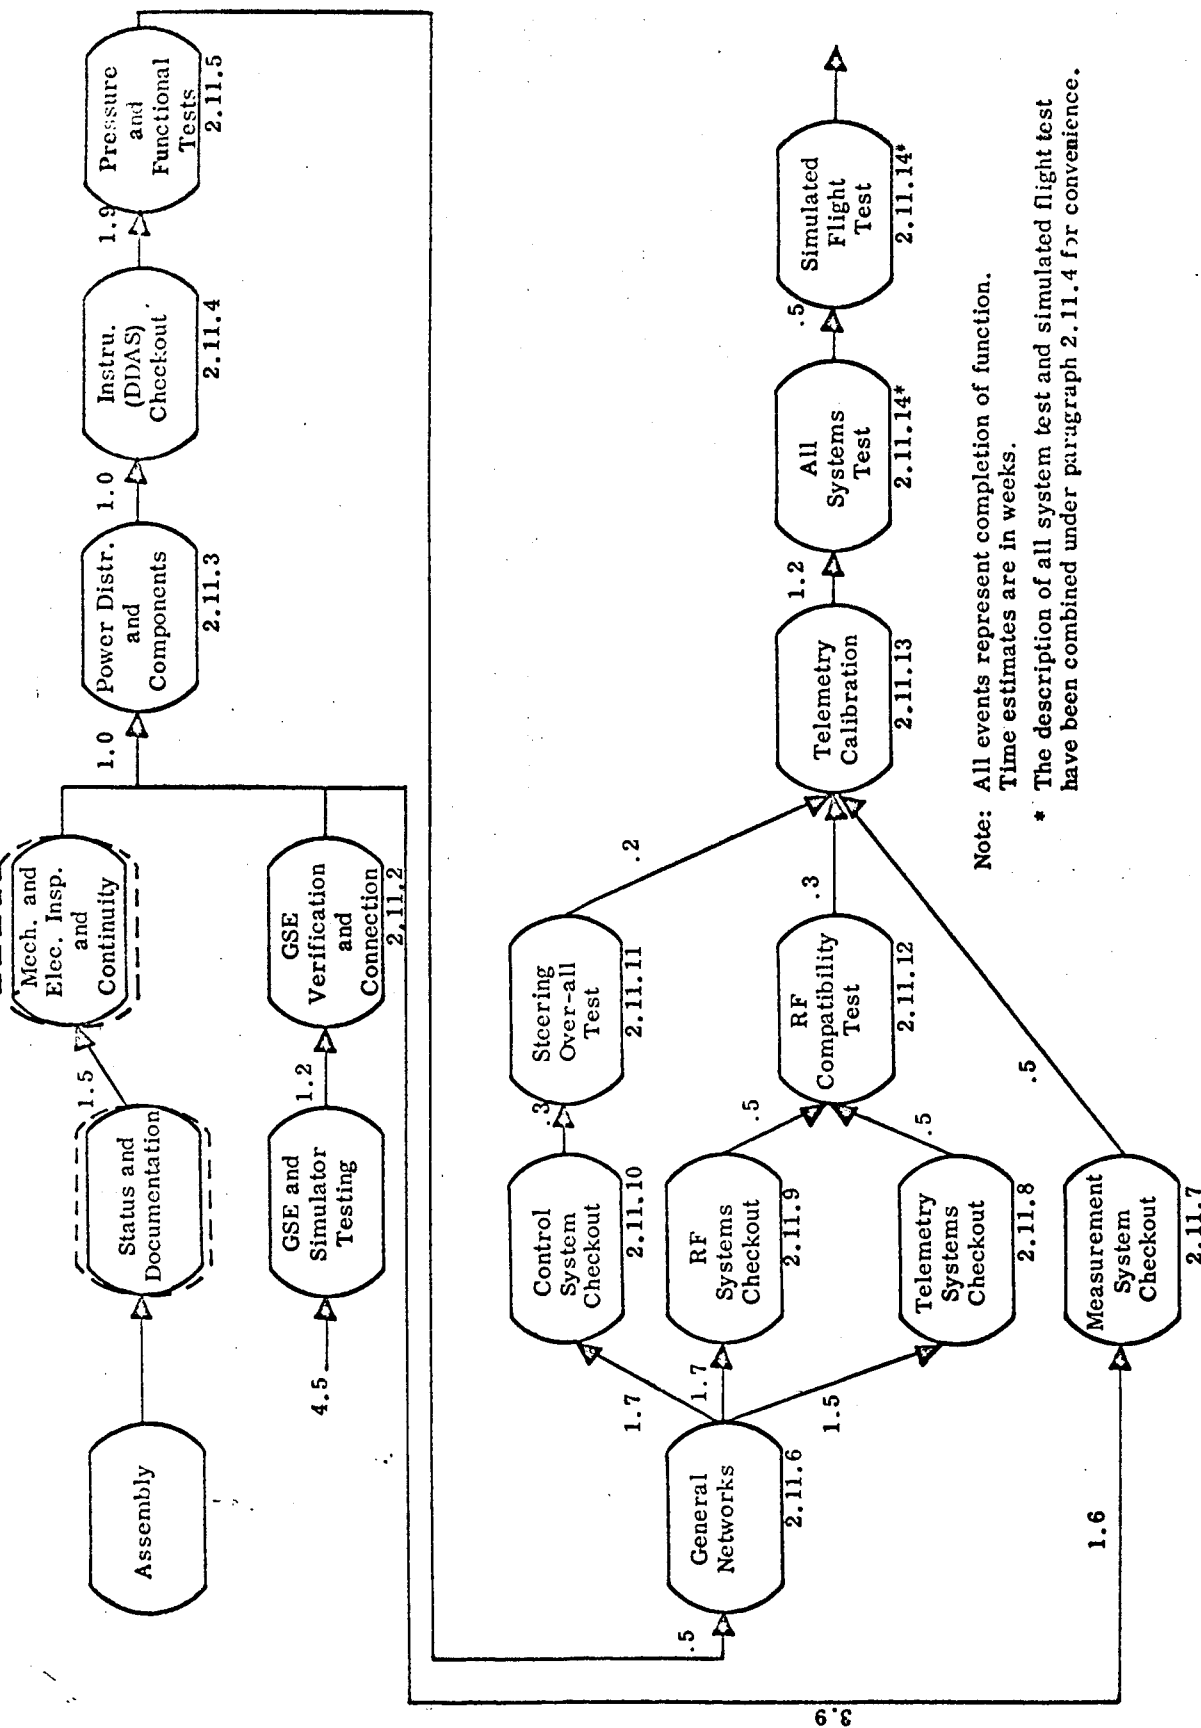 Assembly
Status and
Documentation
1.5
Mech. and
Elec. Insp.
and
Continuity
4.5
GSE and
Simulator
Testing
1.2
GSE
Verification
and
Connection
2.11.2
1.0
Power Distr.
and
Components
2.11.3
1.0
Instru.
(DDAS)
Checkout
2.11.4
1.9
Pressure
and
Functional
Tests
2.11.5
.5
General
Networks
2.11.6
1.7
1.7
1.5
Control
System
Checkout
2.11.10
.3
Steering
Over-all
Test
2.11.11
.2
RF
Systems
Checkout
2.11.9
.5
Telemetry
Systems
Checkout
2.11.8
.5
RF
Compatibility
Test
2.11.12
.3
3.9
1.6
Measurement
System
Checkout
2.11.7
.5
Telemetry
Calibration
2.11.13
1.2
All
Systems
Test
2.11.14*
.5
Simulated
Flight
Test
2.11.14*
Note: All events represent completion of function.
Time estimates are in weeks.
* The description of all system test and simulated flight test
have been combined under paragraph 2.11.4 for convenience.